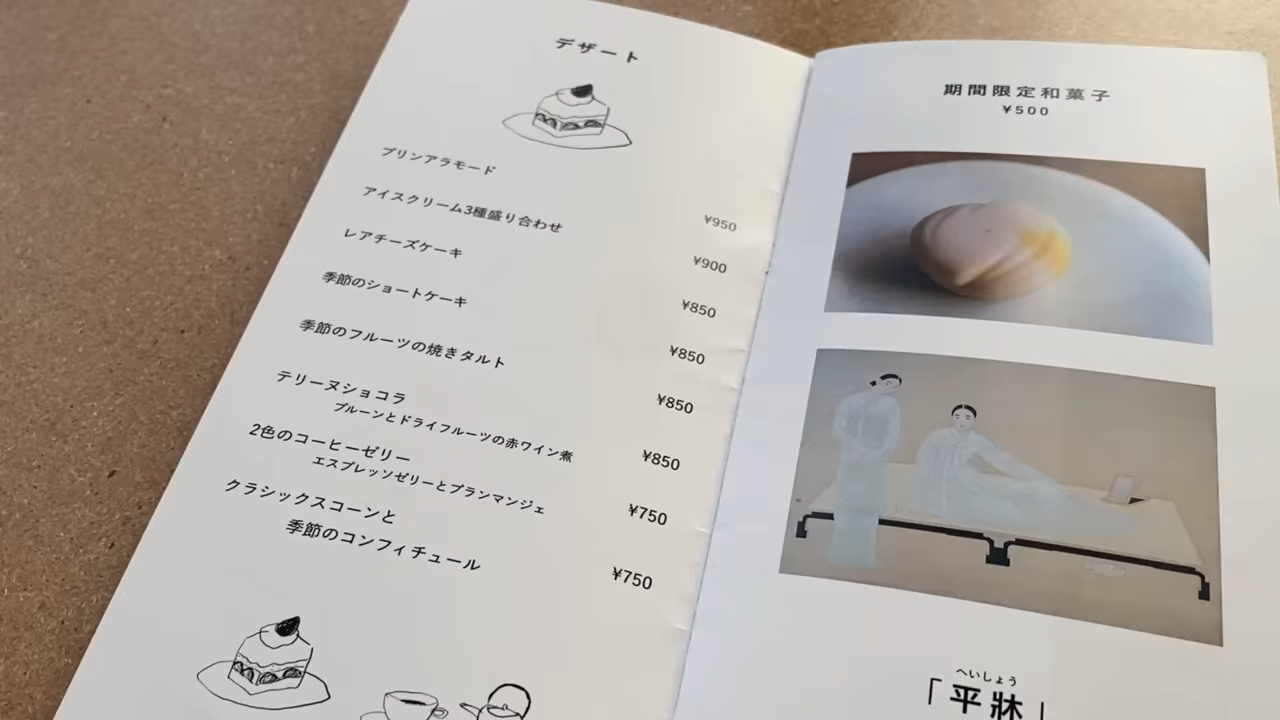 デザート
プリンアラモード
¥950
アイスクリーム3種盛り合わせ
¥900
レアチーズケーキ
¥850
季節のショートケーキ
¥850
季節のフルーツの焼きタルト
¥850
テリーヌショコラ
プルーンとドライフルーツの赤ワイン煮
¥850
2色のコーヒーゼリー
エスプレッソゼリーとブランマンジェ
¥750
クラシックスコーンと
季節のコンフィチュール
¥750
期間限定和菓子
¥500
へいしょう
「平牀」